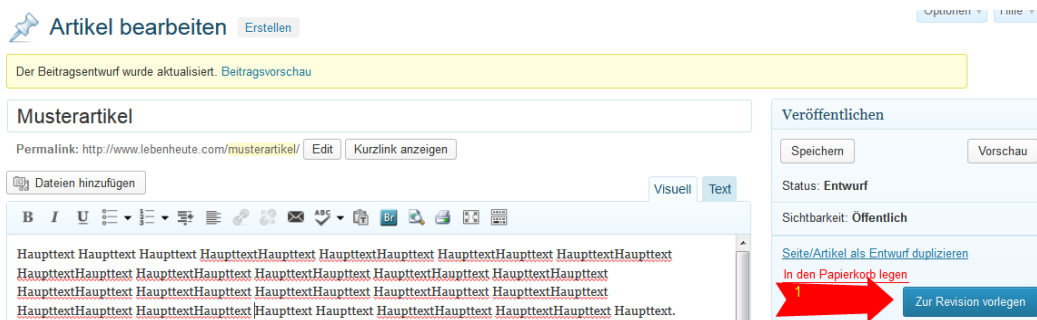 Optionen Hilfe
Artikel bearbeiten Erstellen
Der Beitragsentwurf wurde aktualisiert. Beitragsvorschau
Musterartikel
Permalink: http://www.lebenheute.com/musterartikel/ Edit Kurzlink anzeigen
Dateien hinzufügen
Visuell Text
B I U ABC Br
Haupttext Haupttext Haupttext HaupttextHaupttext HaupttextHaupttext HaupttextHaupttext HaupttextHaupttext
HaupttextHaupttext HaupttextHaupttext HaupttextHaupttext HaupttextHaupttext HaupttextHaupttext
HaupttextHaupttext HaupttextHaupttext HaupttextHaupttext HaupttextHaupttext HaupttextHaupttext
HaupttextHaupttext HaupttextHaupttext Haupttext Haupttext HaupttextHaupttext HaupttextHaupttext Haupttext.
Veröffentlichen
Speichern Vorschau
Status: Entwurf
Sichtbarkeit: Öffentlich
Seite/Artikel als Entwurf duplizieren
In den Papierkorb legen
1
Zur Revision vorlegen